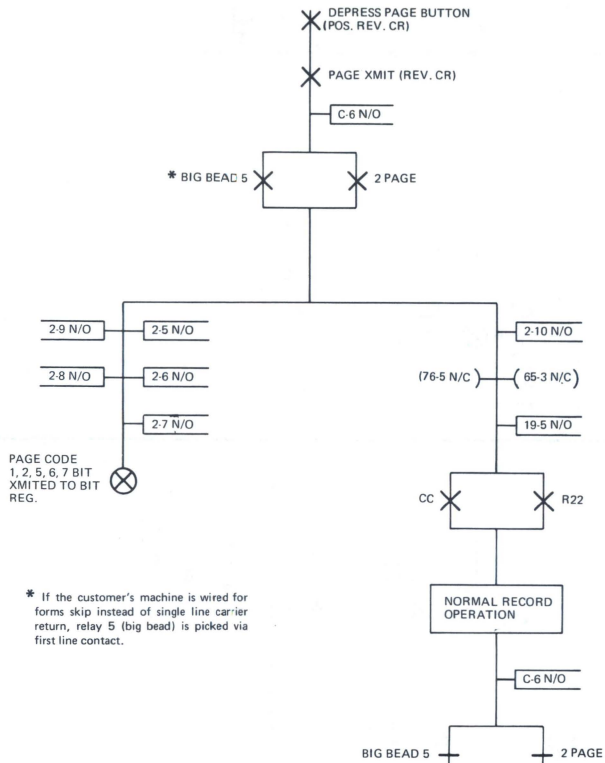 DEPRESS PAGE BUTTON
(POS. REV. CR)
PAGE XMIT (REV. CR)
C-6 N/O
* BIG BEAD 5
2 PAGE
2-9 N/O
2-5 N/O
2-10 N/O
2-8 N/O
2-6 N/O
(76-5 N/C)
(65-3 N/C)
2-7 N/O
19-5 N/O
PAGE CODE
1, 2, 5, 6, 7 BIT
XMITED TO BIT
REG.
CC
R22
* If the customer's machine is wired for
forms skip instead of single line carrier
return, relay 5 (big bead) is picked via
first line contact.
NORMAL RECORD
OPERATION
C-6 N/O
BIG BEAD 5
2 PAGE